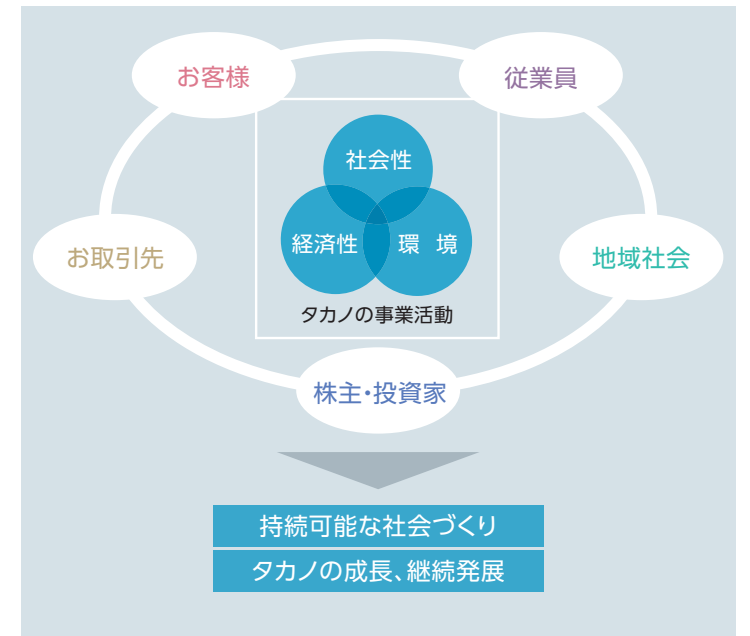 お客様
従業員
社会性
経済性
環 境
お取引先
地域社会
タカノの事業活動
株主・投資家
持続可能な社会づくり
タカノの成長、継続発展